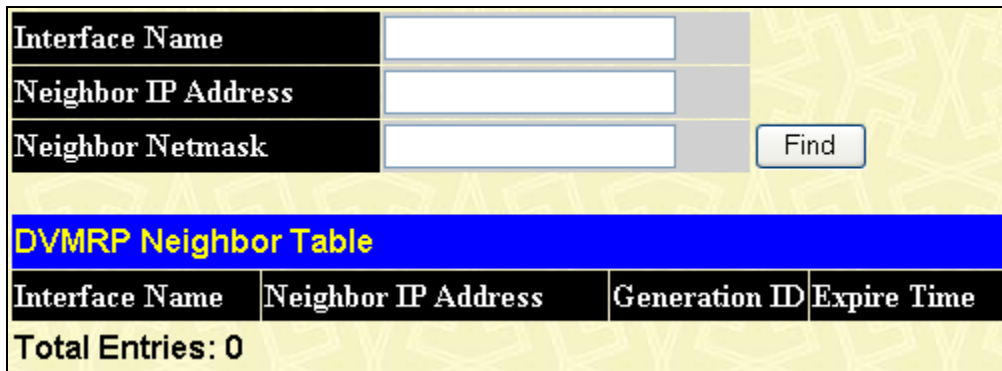 Interface Name
Neighbor IP Address
Neighbor Netmask Find
DVMRP Neighbor Table
Interface Name Neighbor IP Address Generation ID Expire Time
Total Entries: 0